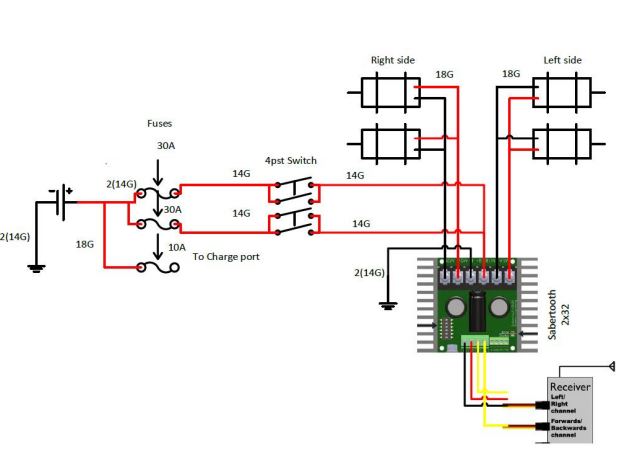 Right side
Left side
18G
18G
Fuses
30A
4pst Switch
14G
14G
2(14G)
30A
14G
14G
2(14G)
18G
10A
To Charge port
2(14G)
Sabertooth
2x32
Receiver
Left/
Right
channel
Forwards/
Backwards
channel